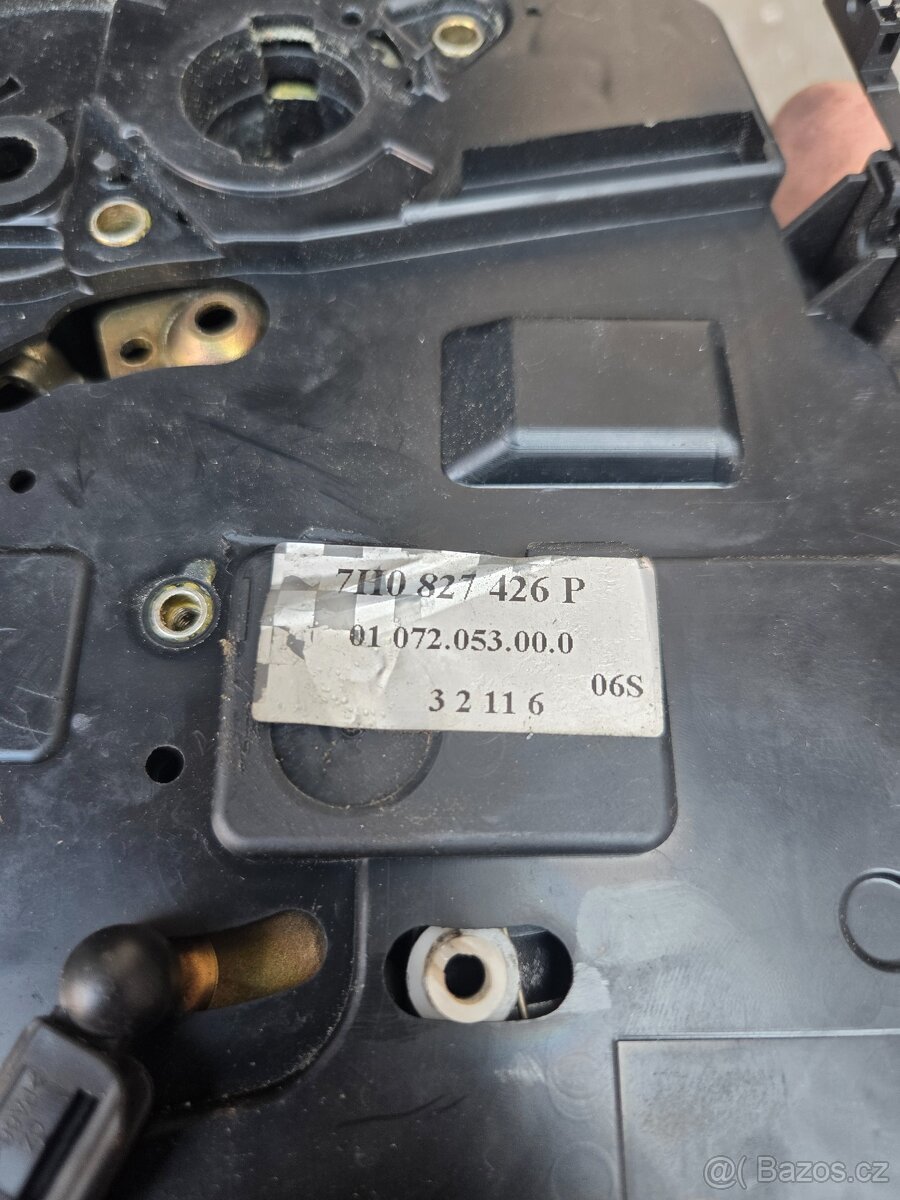 7H0 827 426 P
01 072.053.00.0
06S
3 2 11 6
@ Bazos.cz